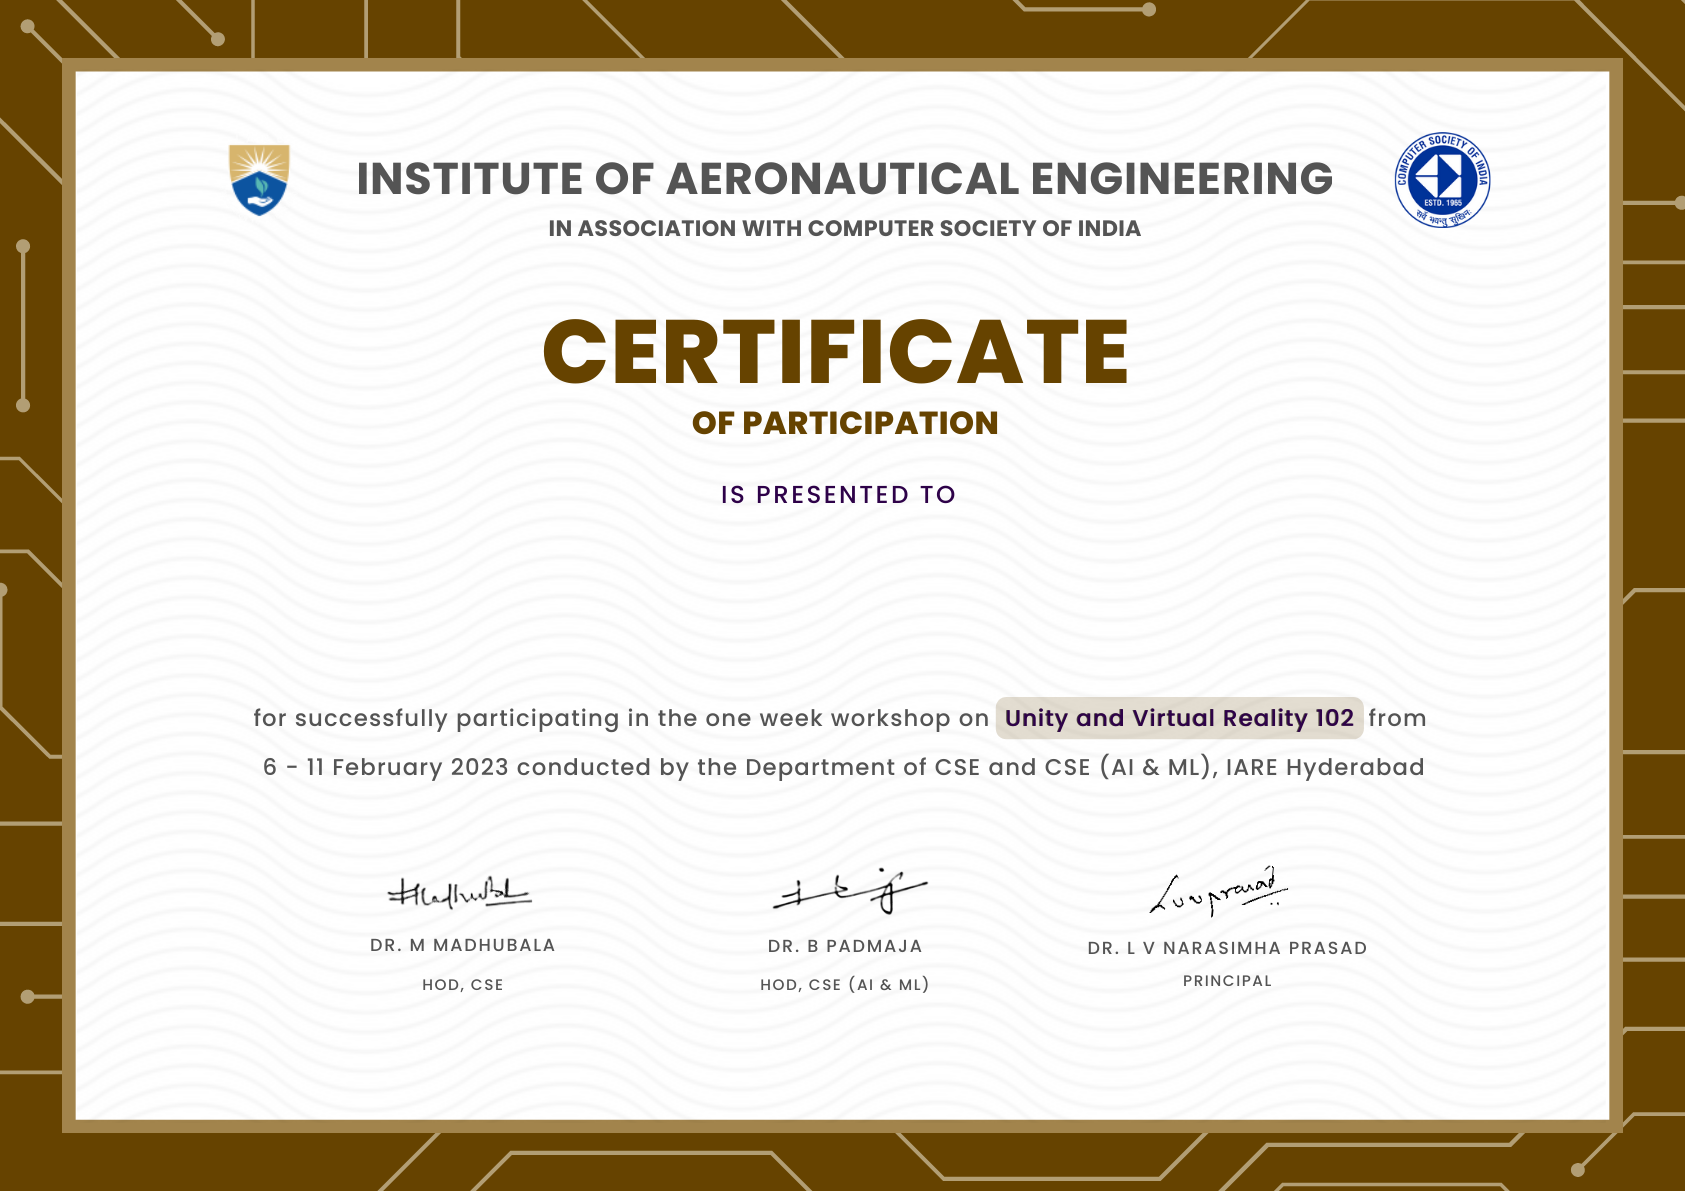 INSTITUTE OF AERONAUTICAL ENGINEERING
IN ASSOCIATION WITH COMPUTER SOCIETY OF INDIA
COMPUTER SOCIETY OF INDIA
ESTD. 1965
सर्वे भवन्तु सुखिनः
CERTIFICATE
OF PARTICIPATION
IS PRESENTED TO
for successfully participating in the one week workshop on Unity and Virtual Reality 102 from
6 - 11 February 2023 conducted by the Department of CSE and CSE (AI & ML), IARE Hyderabad
DR. M MADHUBALA
HOD, CSE
DR. B PADMAJA
HOD, CSE (AI & ML)
DR. L V NARASIMHA PRASAD
PRINCIPAL